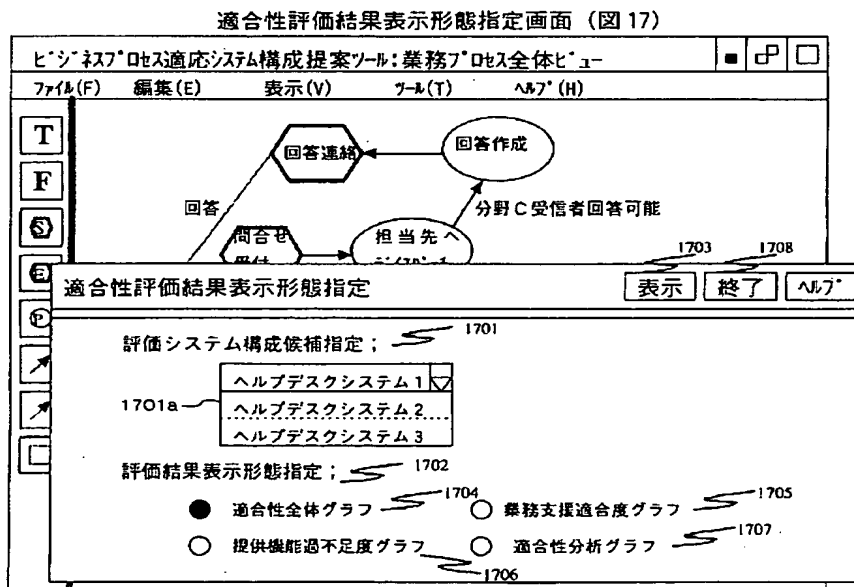 適合性評価結果表示形態指定画面（図17）
ビジネスプロセス適応システム構成提案ツール：業務プロセス全体ビュー
ファイル(F) 編集(E) 表示(V) ツール(T) ヘルプ(H)
T
F
S
E
P
回答連絡
回答作成
回答
分野C受信者回答可能
問合せ
受付
担当先へ
1703
1708
適合性評価結果表示形態指定
表示
終了
ヘルプ
評価システム構成候補指定；
1701
1701a
ヘルプデスクシステム1
ヘルプデスクシステム2
ヘルプデスクシステム3
評価結果表示形態指定；
1702
適合性全体グラフ
1704
業務支援適合度グラフ
1705
提供機能過不足度グラフ
1706
適合性分析グラフ
1707